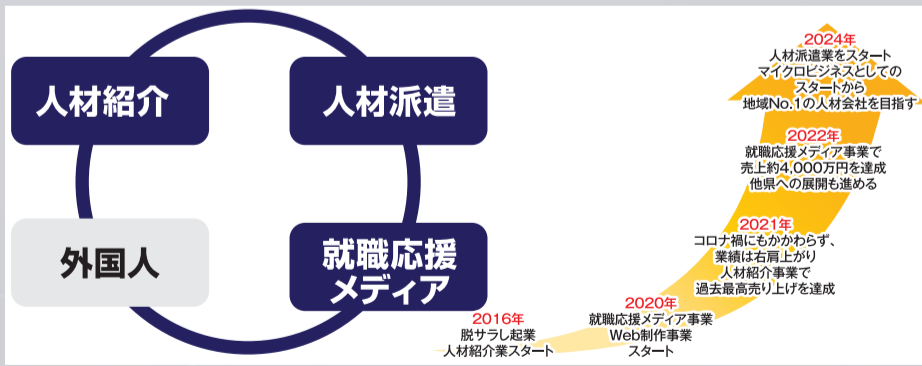 人材紹介
人材派遣
外国人
就職応援
メディア
2016年
脱サラし起業
人材紹介業スタート
2020年
就職応援メディア事業
Web制作事業
スタート
2021年
コロナ禍にもかかわらず、
業績は右肩上がり
人材紹介事業で
過去最高売り上げを達成
2022年
就職応援メディア事業で
売上約4,000万円を達成
他県への展開も進める
2024年
人材派遣業をスタート
マイクロビジネスとしての
スタートから
地域No.1の人材会社を目指す